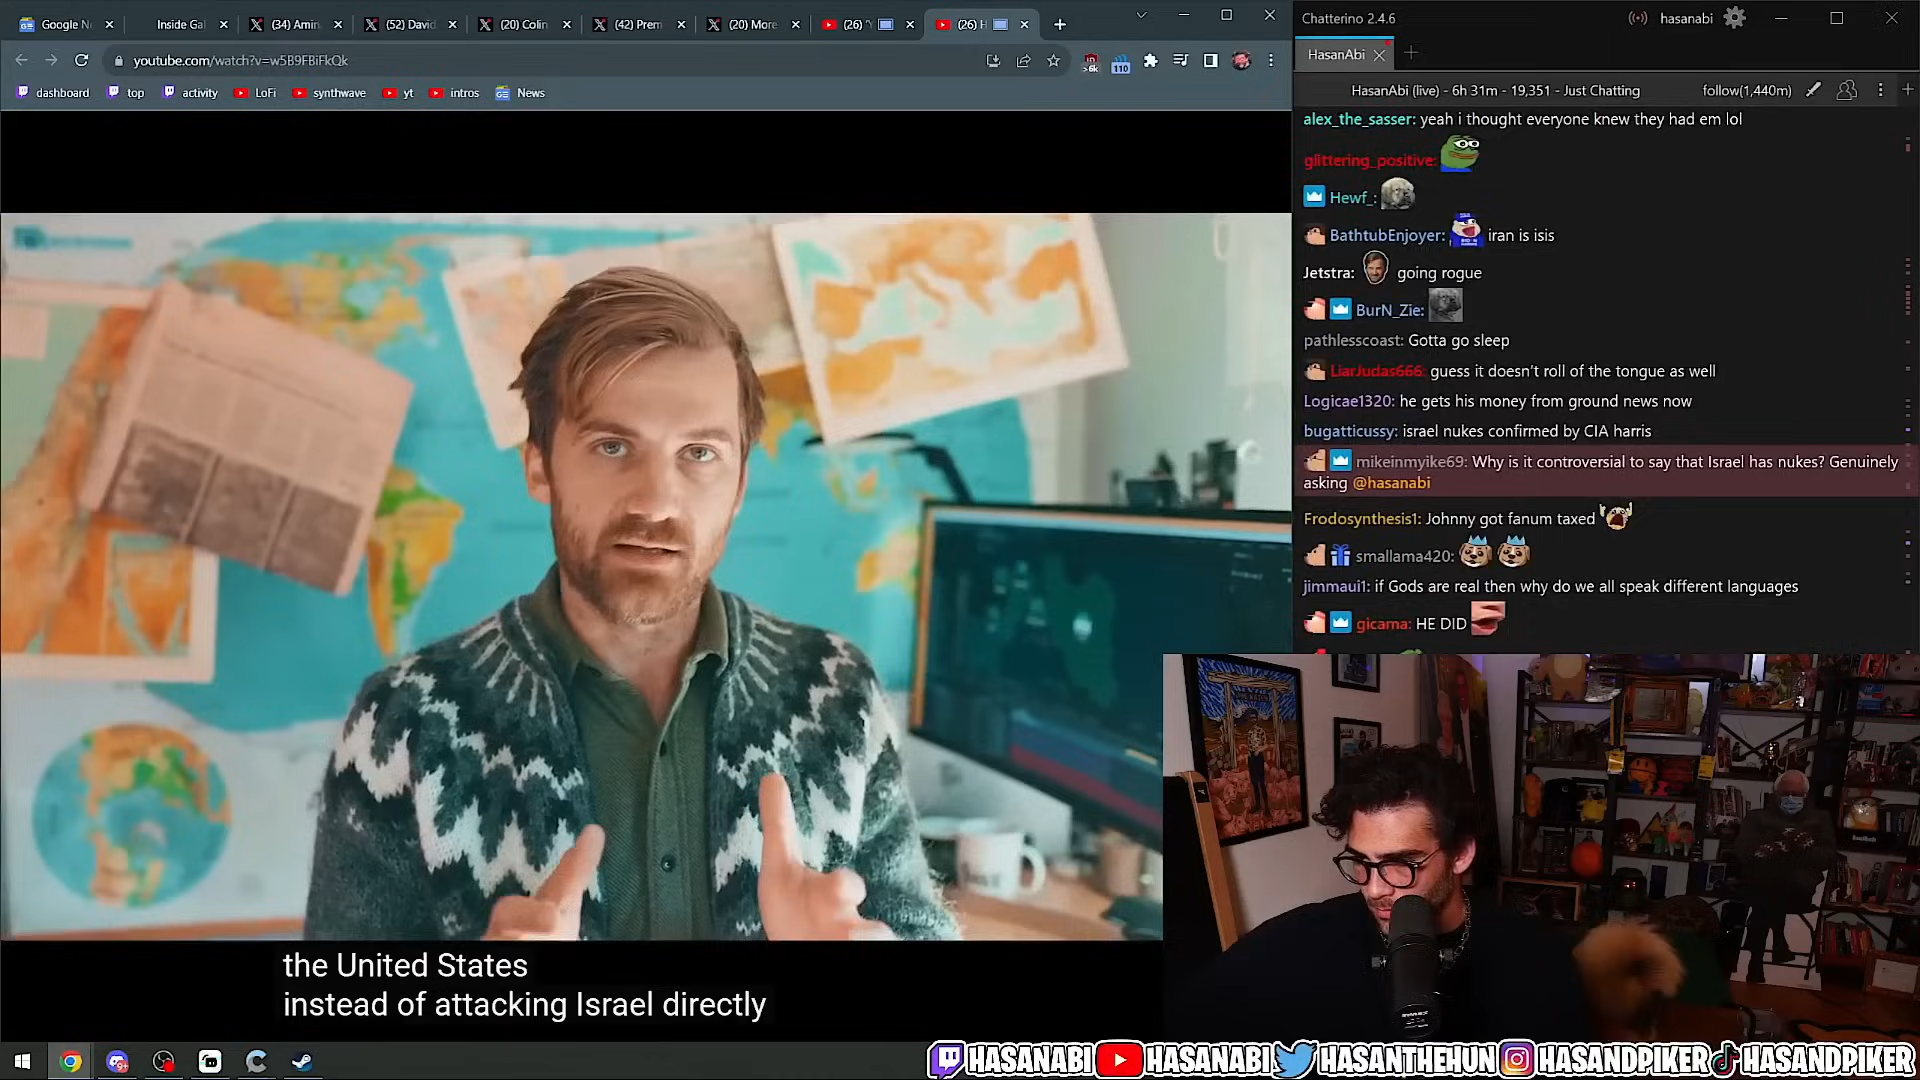 Google N
Inside Ga
(34) Amin
(52) David
(20) Colin
(42) Prem
(20) More
(26) "
(26) H
Chatterino 2.4.6
hasanabi
youtube.com/watch?v=w5B9FBiFkQk
>6k
110
HasanAbi
dashboard
top
activity
LoFi
synthwave
yt
intros
News
HasanAbi (live) - 6h 31m - 19,351 - Just Chatting
follow(1,440m)
alex_the_sasser: yeah i thought everyone knew they had em lol
glittering_positive:
Hewf_:
BathtubEnjoyer: iran is isis
Jetstra: going rogue
BurN_Zie:
pathlesscoast: Gotta go sleep
LiarJudas666: guess it doesn't roll of the tongue as well
Logicae1320: he gets his money from ground news now
bugatticussy: israel nukes confirmed by CIA harris
mikeinmyike69: Why is it controversial to say that Israel has nukes? Genuinely
asking @hasanabi
Frodosynthesis1: Johnny got fanum taxed
smallama420:
jimmaui1: if Gods are real then why do we all speak different languages
gicama: HE DID
the United States
instead of attacking Israel directly
HASANABI HASANABI HASANTHEHUN HASANDPIKER HASANDPIKER